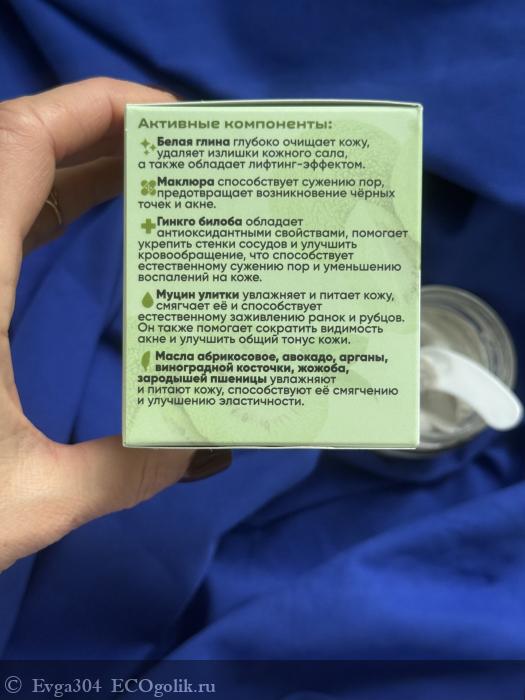 Активные компоненты:
Белая глина глубоко очищает кожу,
удаляет излишки кожного сала,
а также обладает лифтинг-эффектом.
Маклюра способствует сужению пор,
предотвращает возникновение чёрных
точек и акне.
Гинкго билоба обладает
антиоксидантными свойствами, помогает
укрепить стенки сосудов и улучшить
кровообращение, что способствует
естественному сужению пор и уменьшению
воспалений на коже.
Муцин улитки увлажняет и питает кожу,
смягчает её и способствует
естественному заживлению ранок и рубцов.
Он также помогает сократить видимость
акне и улучшить общий тонус кожи.
Масла абрикосовое, авокадо, арганы,
виноградной косточки, жожоба,
зародышей пшеницы увлажняют
и питают кожу, способствуют её смягчению
и улучшению эластичности.
© Evga304 ECOgolik.ru